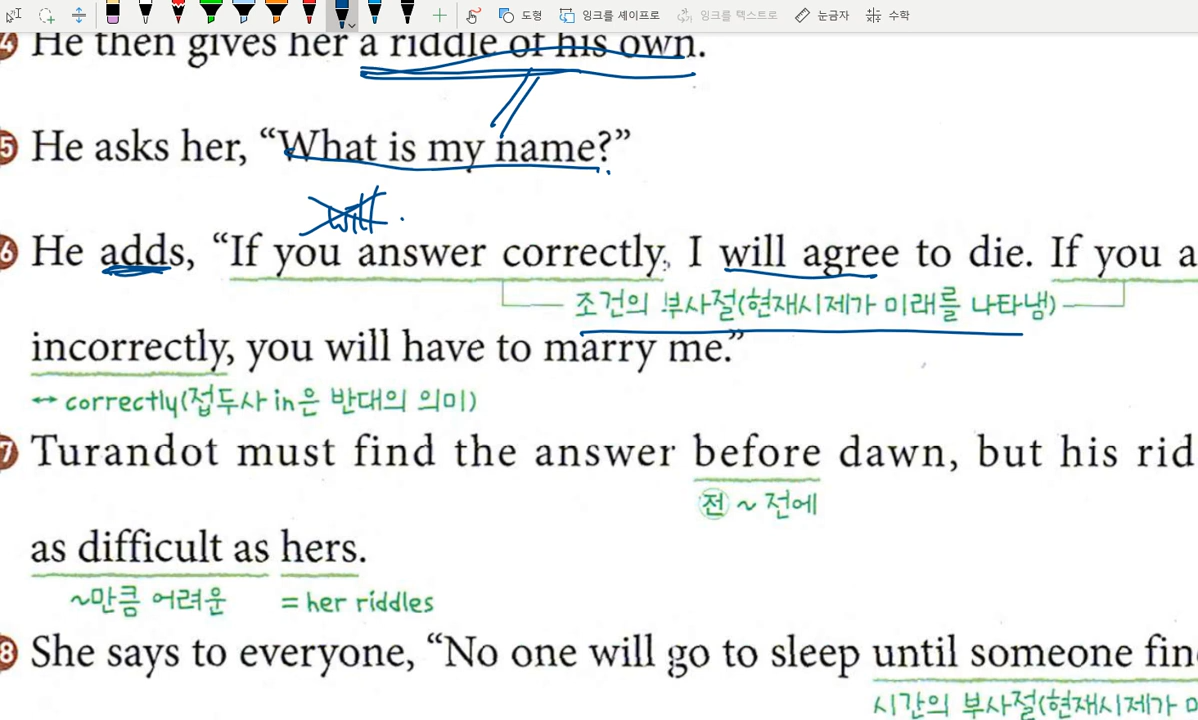 도형 잉크를 셰이프로 잉크를 텍스트로 눈금자 수학
4 He then gives her a riddle of his own.
5 He asks her, “What is my name?”
will
6 He adds, “If you answer correctly, I will agree to die. If you a
조건의 부사절(현재시제가 미래를 나타냄)
incorrectly, you will have to marry me.”
↔ correctly(접두사 in은 반대의 의미)
7 Turandot must find the answer before dawn, but his rid
전 ~ 전에
as difficult as hers.
~만큼 어려운 = her riddles
8 She says to everyone, “No one will go to sleep until someone fin
시간의 부사절(현재시제가